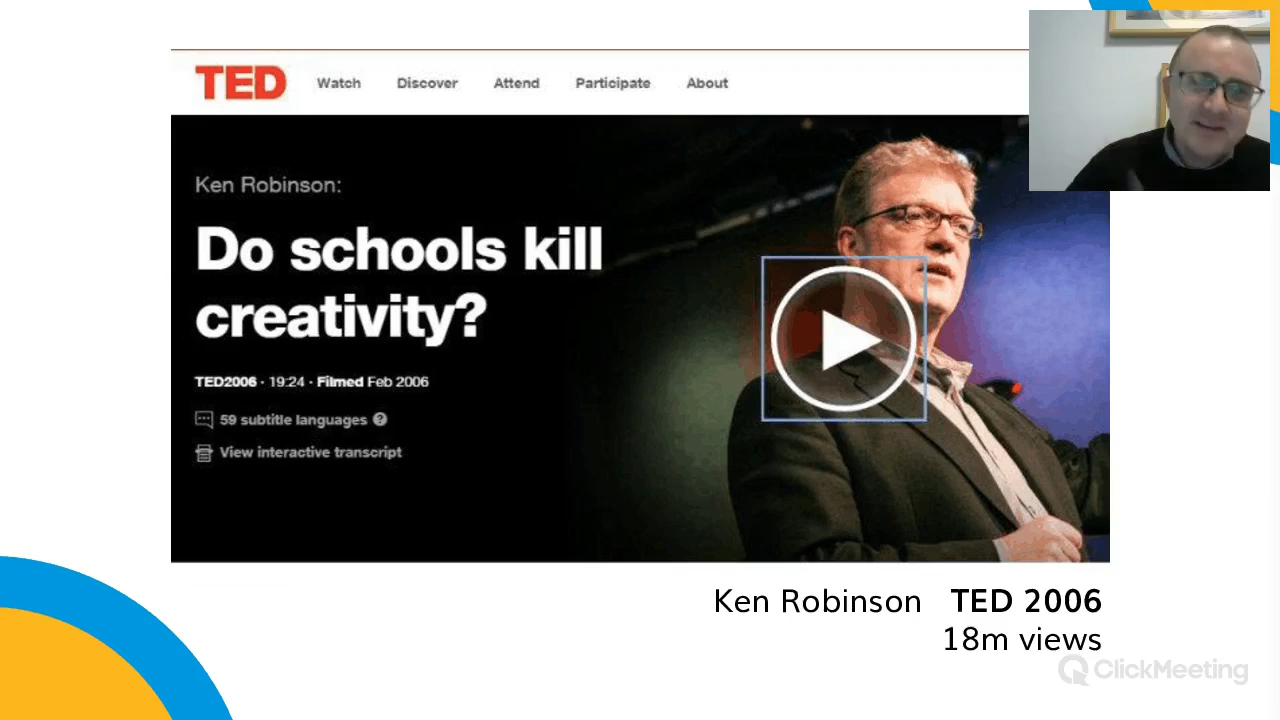 TED Watch Discover Attend Participate About
Ken Robinson:
Do schools kill
creativity?
TED2006 · 19:24 · Filmed Feb 2006
59 subtitle languages ?
View interactive transcript
Ken Robinson TED 2006
18m views
ClickMeeting